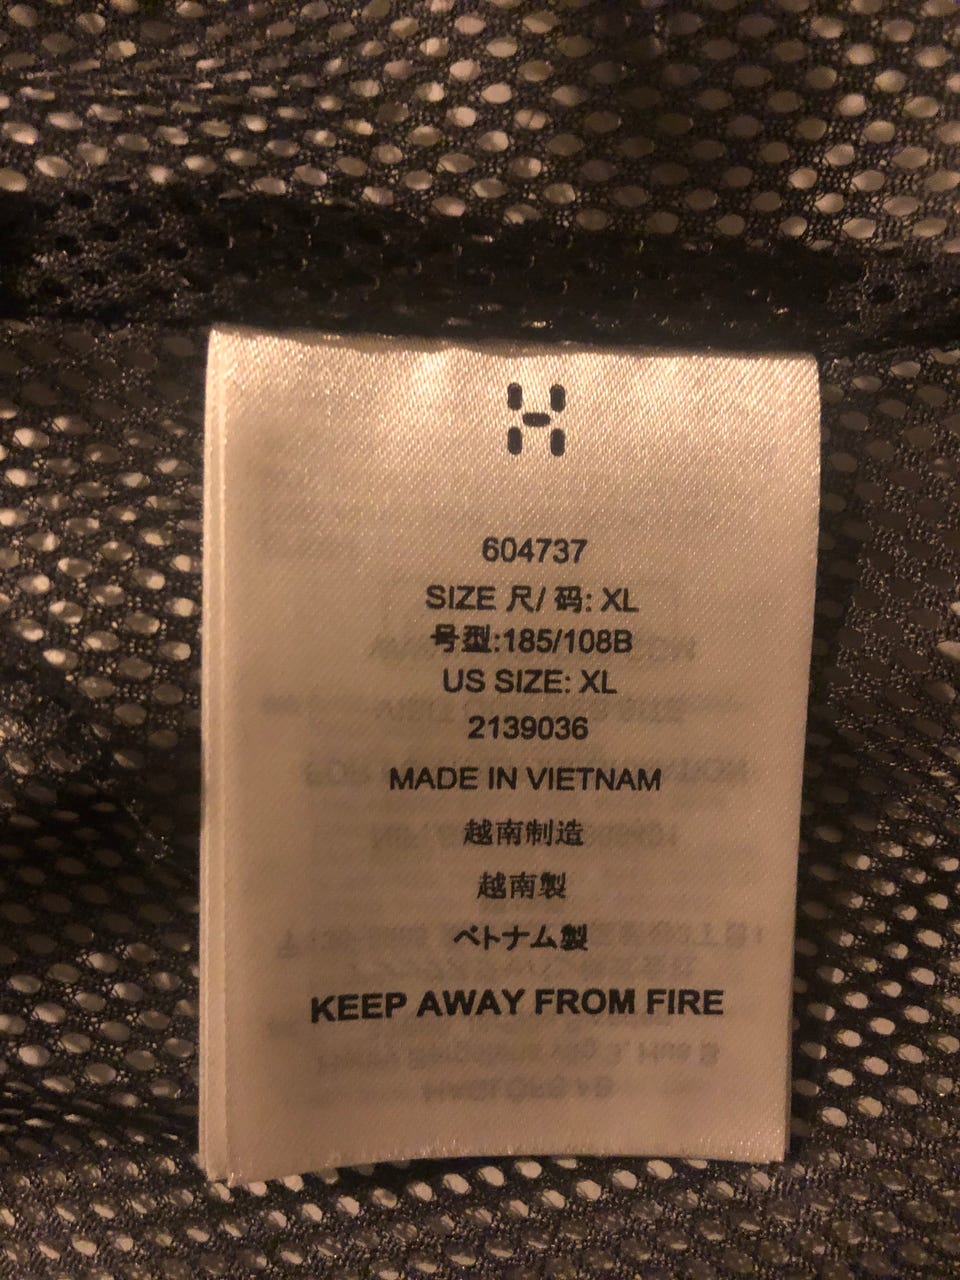 604737
SIZE 尺/ 码: XL
号型:185/108B
US SIZE: XL
2139036
MADE IN VIETNAM
越南制造
越南製
ベトナム製
KEEP AWAY FROM FIRE